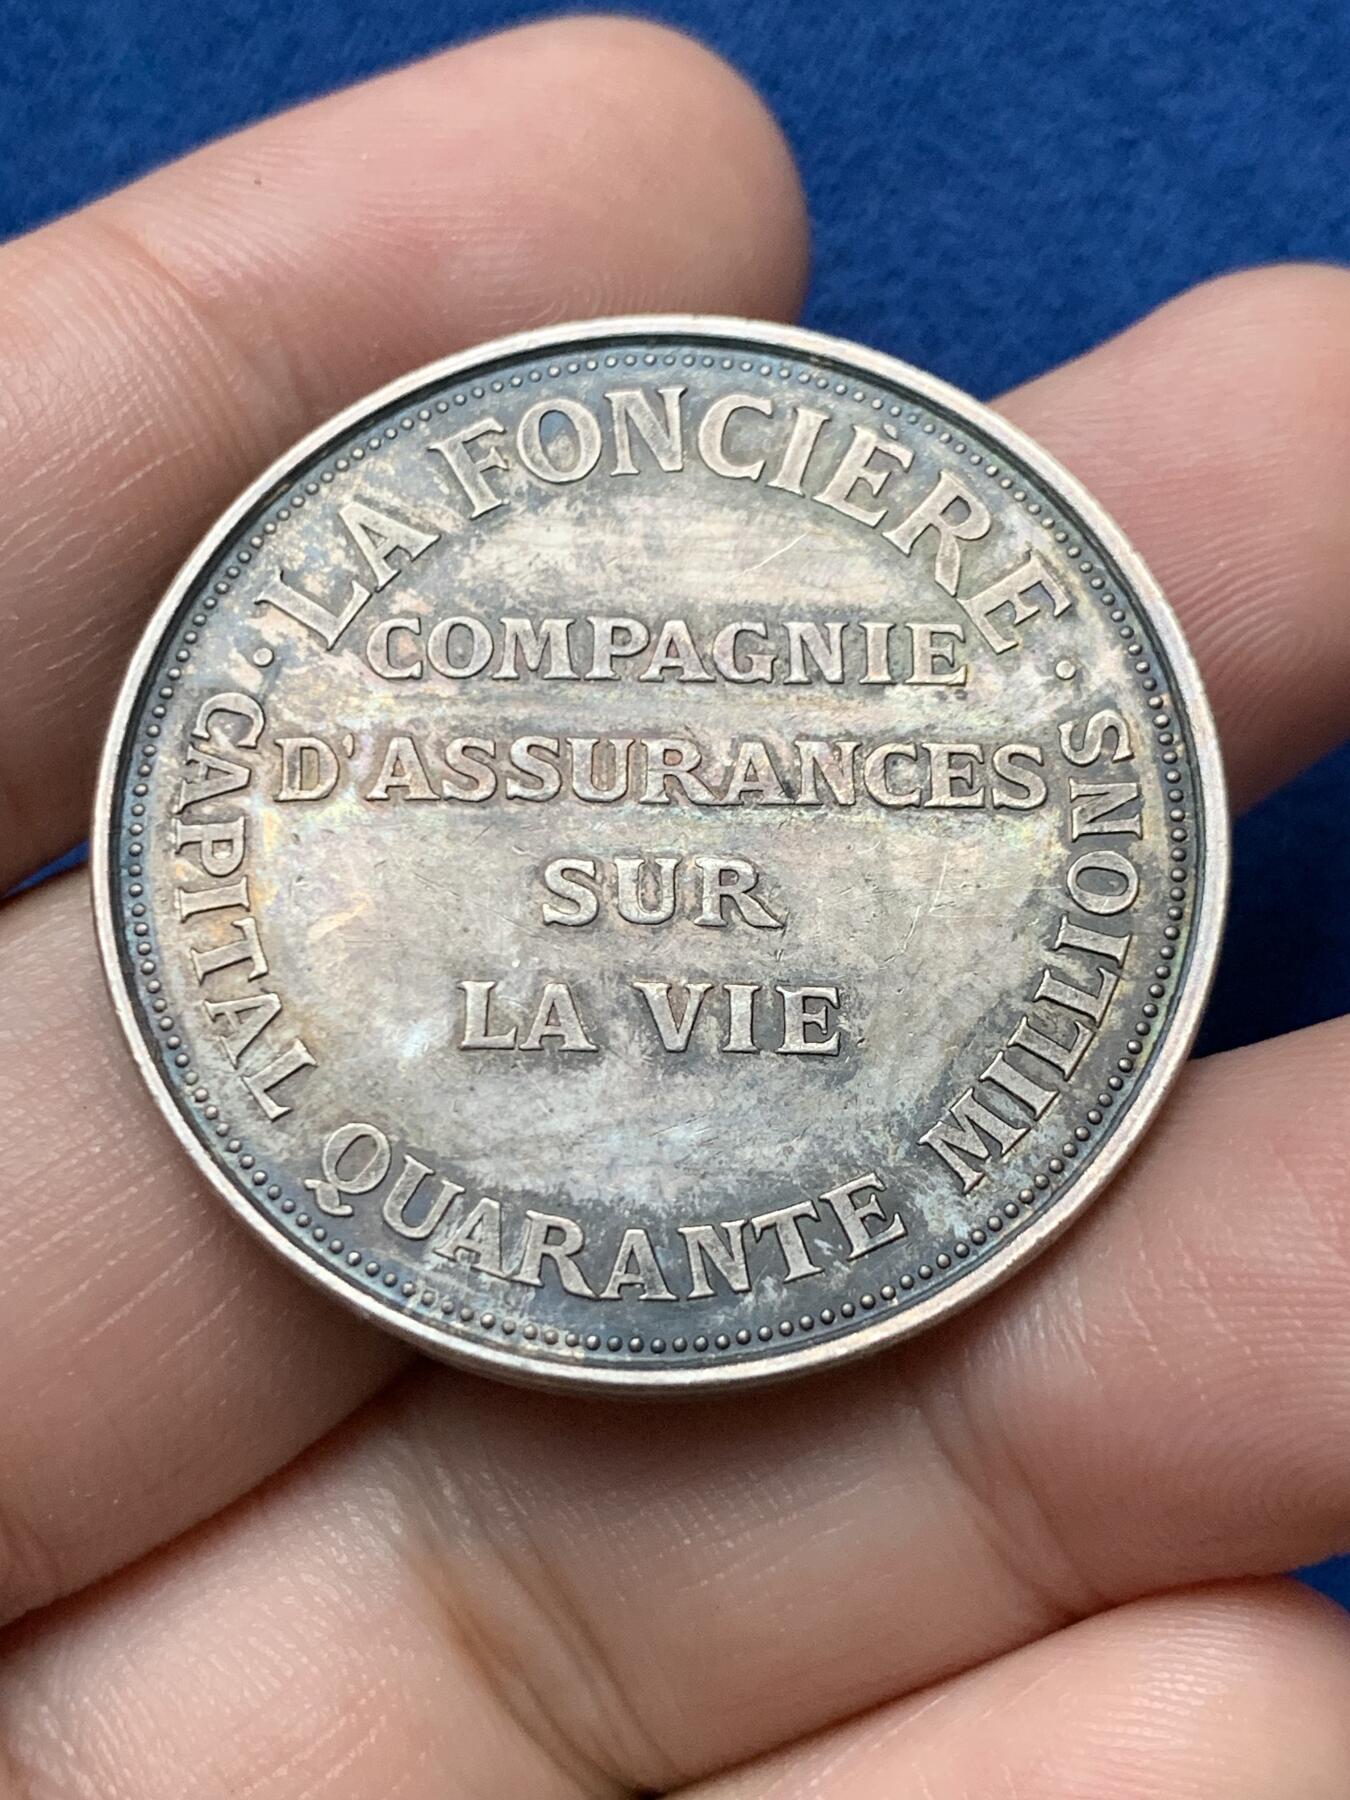 · LA FONCIÈRE ·
COMPAGNIE
D'ASSURANCES
SUR
LA VIE
CAPITAL QUARANTE MILLIONS